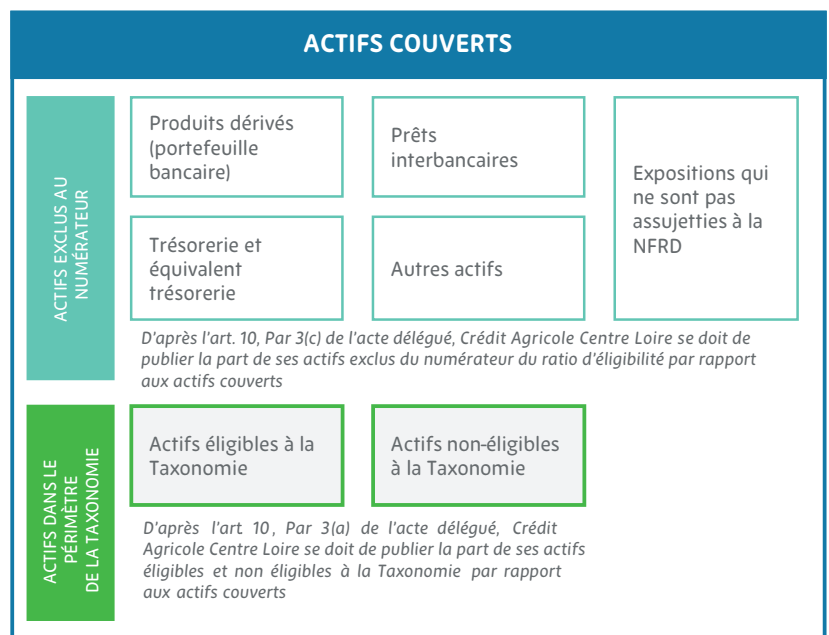 ACTIFS COUVERTS
ACTIFS EXCLUS AU
NUMÉRATEUR
Produits dérivés
(portefeuille
bancaire)
Prêts
interbancaires
Expositions qui
ne sont pas
assujetties à la
NFRD
Trésorerie et
équivalent
trésorerie
Autres actifs
D'après l'art. 10, Par 3(c) de l'acte délégué, Crédit Agricole Centre Loire se doit de
publier la part de ses actifs exclus du numérateur du ratio d'éligibilité par rapport
aux actifs couverts
ACTIFS DANS LE
PÉRIMÈTRE
DE LA TAXONOMIE
Actifs éligibles à la
Taxonomie
Actifs non-éligibles
à la Taxonomie
D'après l'art 10, Par 3(a) de l'acte délégué, Crédit
Agricole Centre Loire se doit de publier la part de ses actifs
éligibles et non éligibles à la Taxonomie par rapport
aux actifs couverts